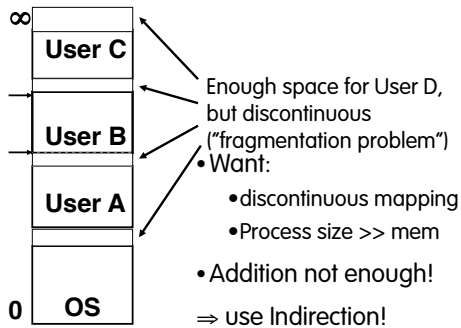 ∞
User C
User B
User A
0
OS
Enough space for User D,
but discontinuous
("fragmentation problem")
•Want:
•discontinuous mapping
•Process size >> mem
•Addition not enough!
⇒ use Indirection!